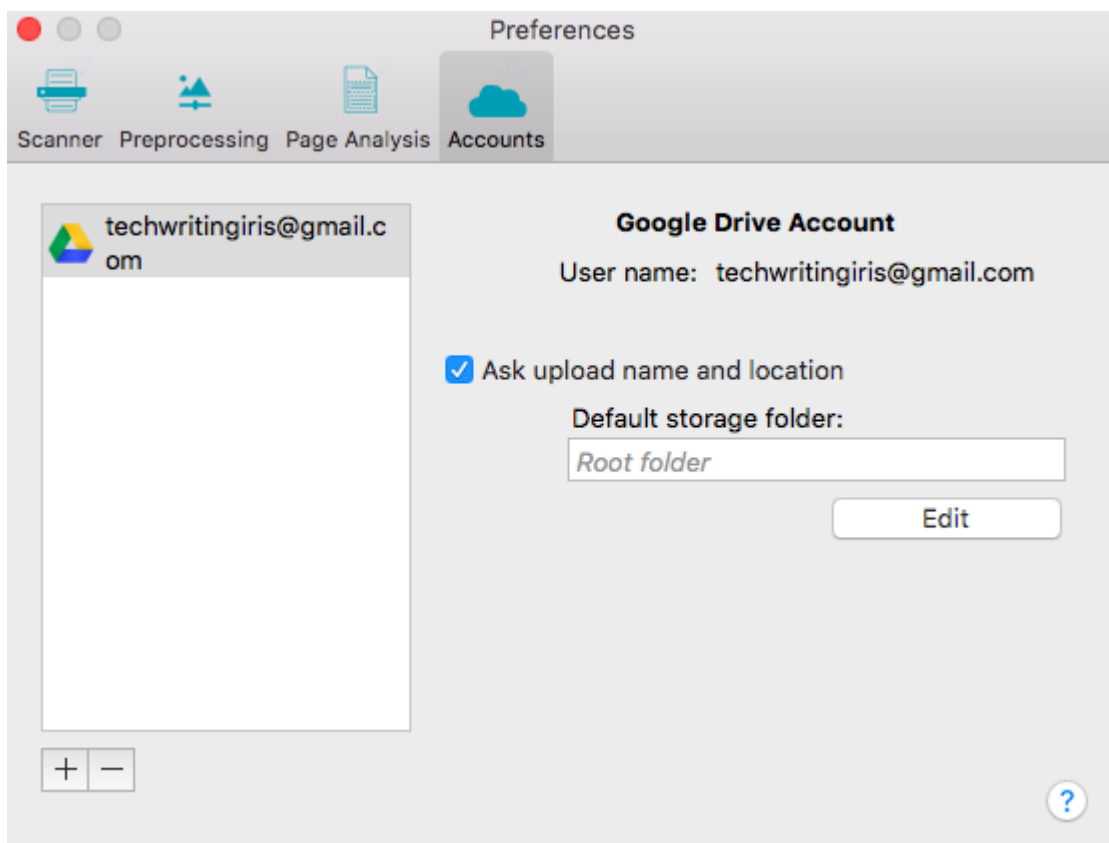 Preferences
Scanner Preprocessing Page Analysis Accounts
techwritingiris@gmail.c
om
Google Drive Account
User name: techwritingiris@gmail.com
Ask upload name and location
Default storage folder:
Root folder
Edit
+ −
?